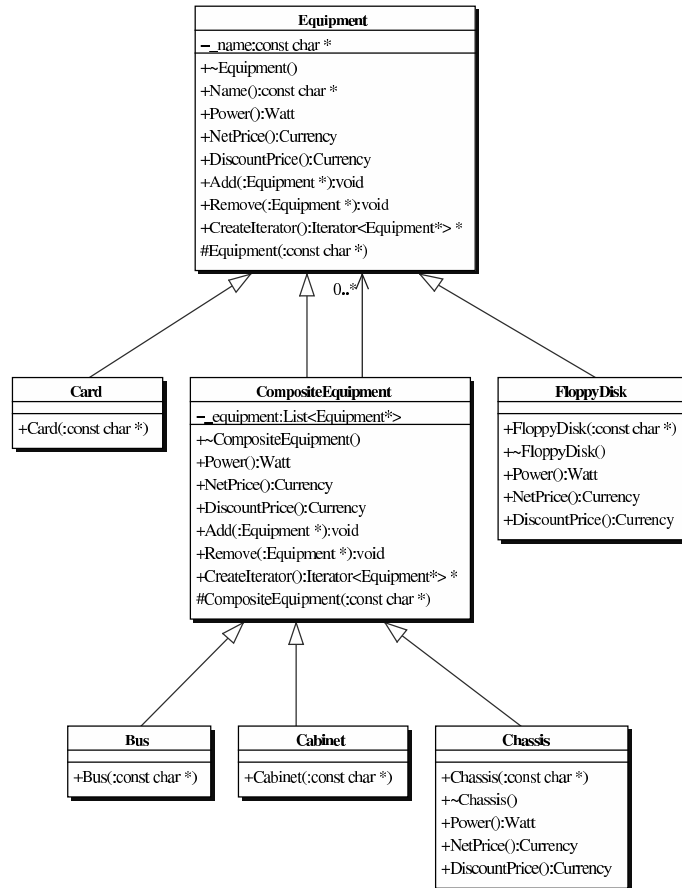 Equipment
-_name:const char *
+~Equipment()
+Name():const char *
+Power():Watt
+NetPrice():Currency
+DiscountPrice():Currency
+Add(:Equipment *):void
+Remove(:Equipment *):void
+CreateIterator():Iterator<Equipment*> *
#Equipment(:const char *)
0..*
Card
+Card(:const char *)
CompositeEquipment
-_equipment:List<Equipment*>
+~CompositeEquipment()
+Power():Watt
+NetPrice():Currency
+DiscountPrice():Currency
+Add(:Equipment *):void
+Remove(:Equipment *):void
+CreateIterator():Iterator<Equipment*> *
#CompositeEquipment(:const char *)
FloppyDisk
+FloppyDisk(:const char *)
+~FloppyDisk()
+Power():Watt
+NetPrice():Currency
+DiscountPrice():Currency
Bus
+Bus(:const char *)
Cabinet
+Cabinet(:const char *)
Chassis
+Chassis(:const char *)
+~Chassis()
+Power():Watt
+NetPrice():Currency
+DiscountPrice():Currency